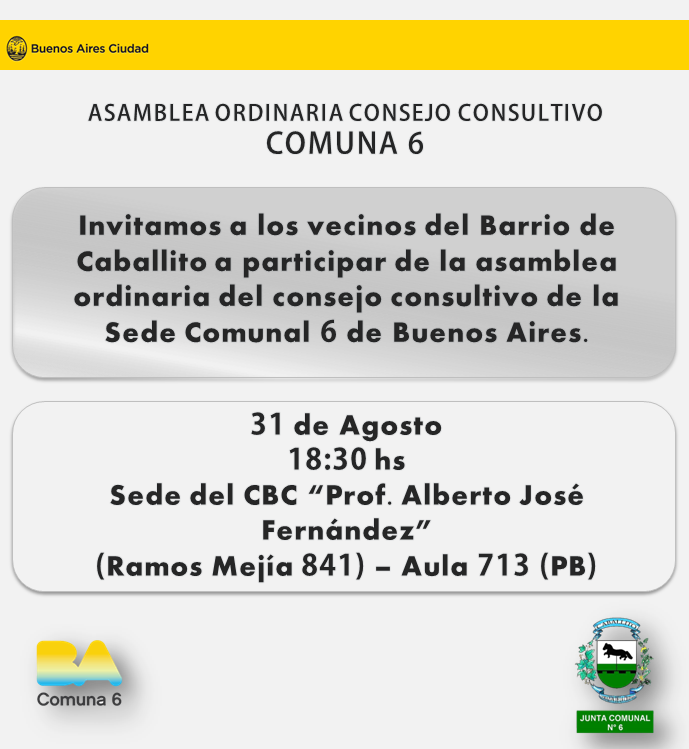 Buenos Aires Ciudad
ASAMBLEA ORDINARIA CONSEJO CONSULTIVO
COMUNA 6
Invitamos a los vecinos del Barrio de
Caballito a participar de la asamblea
ordinaria del consejo consultivo de la
Sede Comunal 6 de Buenos Aires.
31 de Agosto
18:30 hs
Sede del CBC “Prof. Alberto José
Fernández”
(Ramos Mejía 841) – Aula 713 (PB)
BA
Comuna 6
CABALLITO
JUNTA COMUNAL
N° 6